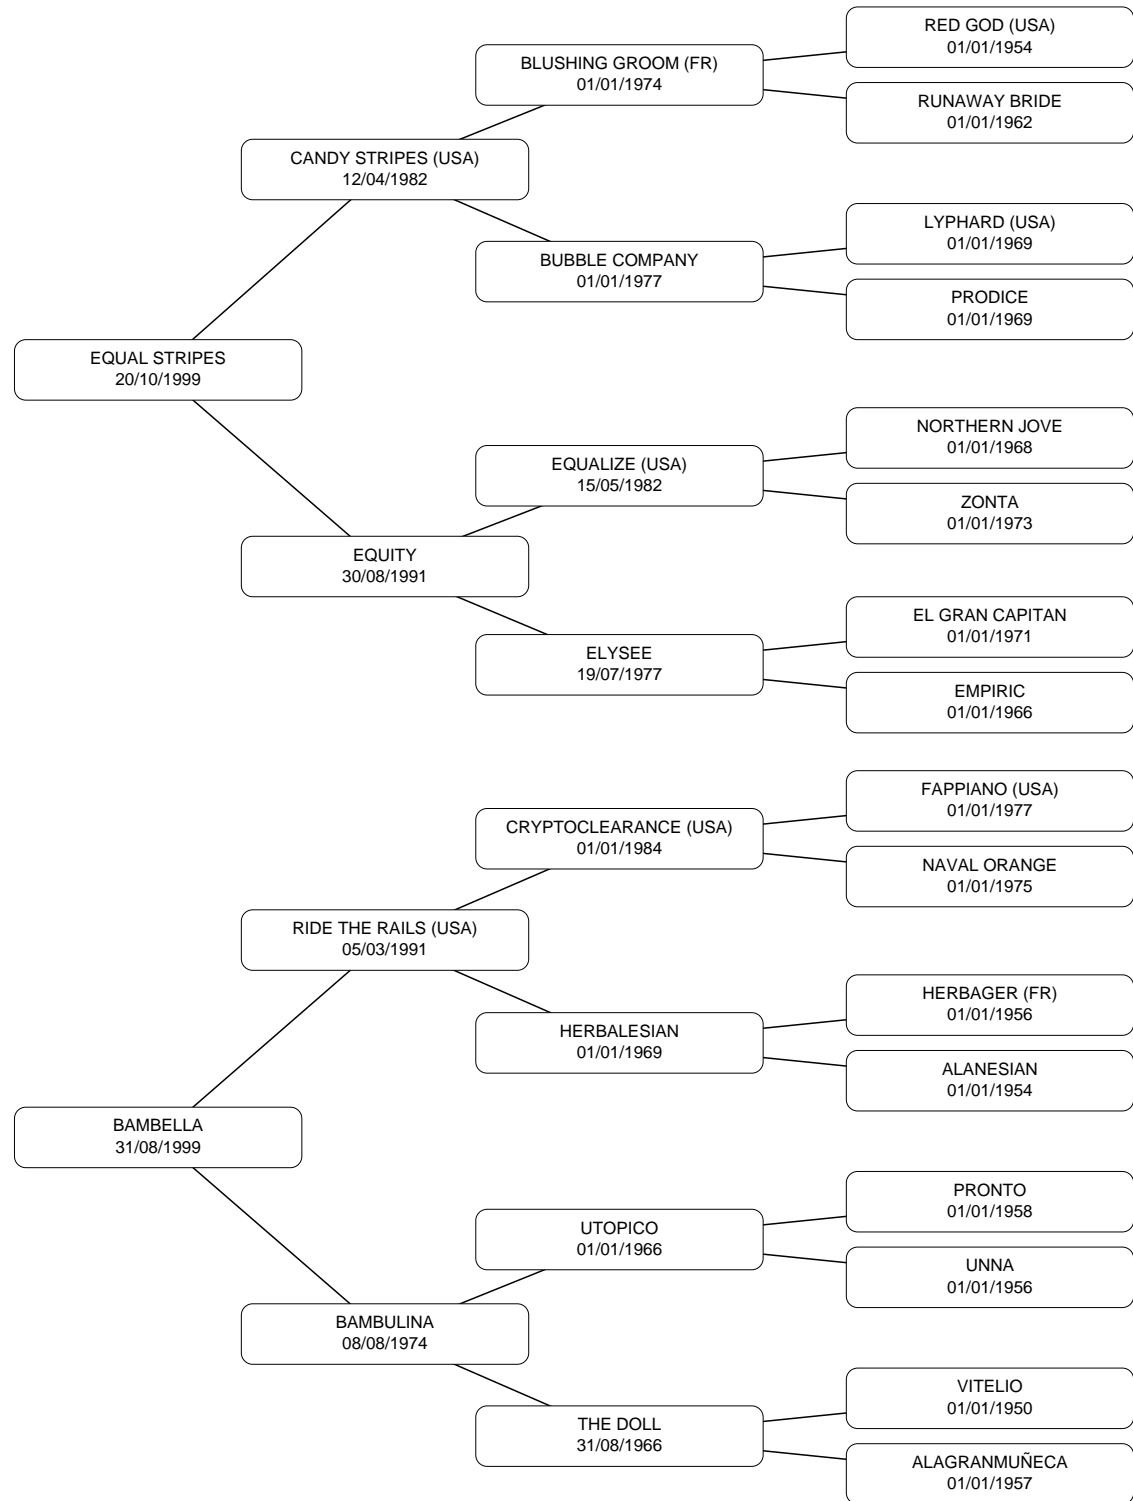 RED GOD (USA)
01/01/1954
BLUSHING GROOM (FR)
01/01/1974
RUNAWAY BRIDE
01/01/1962
CANDY STRIPES (USA)
12/04/1982
LYPHARD (USA)
01/01/1969
BUBBLE COMPANY
01/01/1977
PRODICE
01/01/1969
EQUAL STRIPES
20/10/1999
NORTHERN JOVE
01/01/1968
EQUALIZE (USA)
15/05/1982
ZONTA
01/01/1973
EQUITY
30/08/1991
EL GRAN CAPITAN
01/01/1971
ELYSEE
19/07/1977
EMPIRIC
01/01/1966
FAPPIANO (USA)
01/01/1977
CRYPTOCLEARANCE (USA)
01/01/1984
NAVAL ORANGE
01/01/1975
RIDE THE RAILS (USA)
05/03/1991
HERBAGER (FR)
01/01/1956
HERBALESIAN
01/01/1969
ALANESIAN
01/01/1954
BAMBELLA
31/08/1999
PRONTO
01/01/1958
UTOPICO
01/01/1966
UNNA
01/01/1956
BAMBULINA
08/08/1974
VITELIO
01/01/1950
THE DOLL
31/08/1966
ALAGRANMUÑECA
01/01/1957